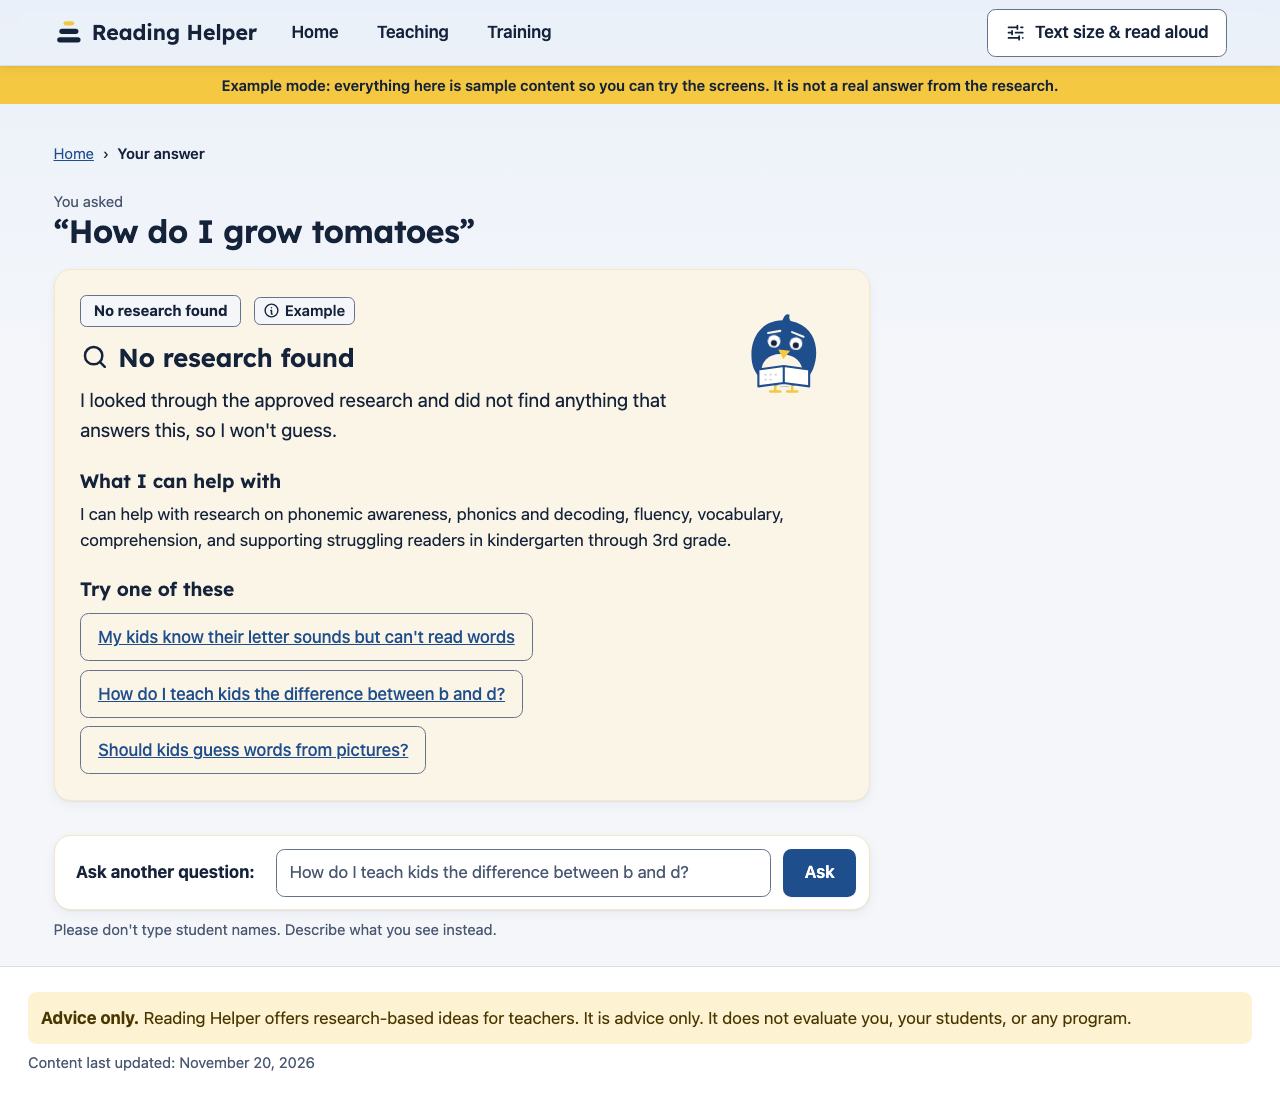 Reading Helper
Home
Teaching
Training
Text size & read aloud
Example mode: everything here is sample content so you can try the screens. It is not a real answer from the research.
Home › Your answer
You asked
“How do I grow tomatoes”
No research found
Example
No research found
I looked through the approved research and did not find anything that
answers this, so I won't guess.
What I can help with
I can help with research on phonemic awareness, phonics and decoding, fluency, vocabulary,
comprehension, and supporting struggling readers in kindergarten through 3rd grade.
Try one of these
My kids know their letter sounds but can't read words
How do I teach kids the difference between b and d?
Should kids guess words from pictures?
Ask another question:
How do I teach kids the difference between b and d?
Ask
Please don't type student names. Describe what you see instead.
Advice only. Reading Helper offers research-based ideas for teachers. It is advice only. It does not evaluate you, your students, or any program.
Content last updated: November 20, 2026